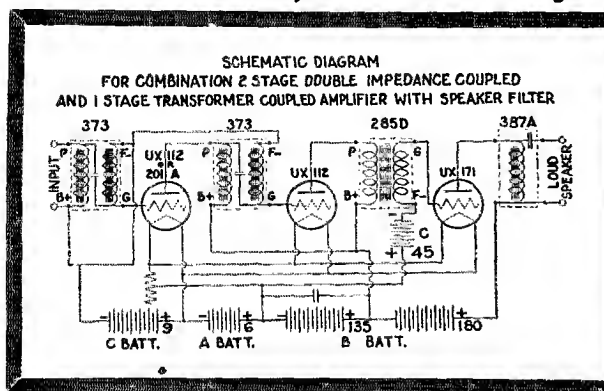 SCHEMATIC DIAGRAM
FOR COMBINATION 2 STAGE DOUBLE IMPEDANCE COUPLED
AND 1 STAGE TRANSFORMER COUPLED AMPLIFIER WITH SPEAKER FILTER
373 373 285D 387A
P F- UX 112 P F- UX 112 P G UX 171
OR
201 A
INPUT
LOUD
SPEAKER
B+ G B+ G B+ F-
C
+ 45
- + 9 - + 6 - + 135 - + 180
C BATT. A BATT. B BATT.